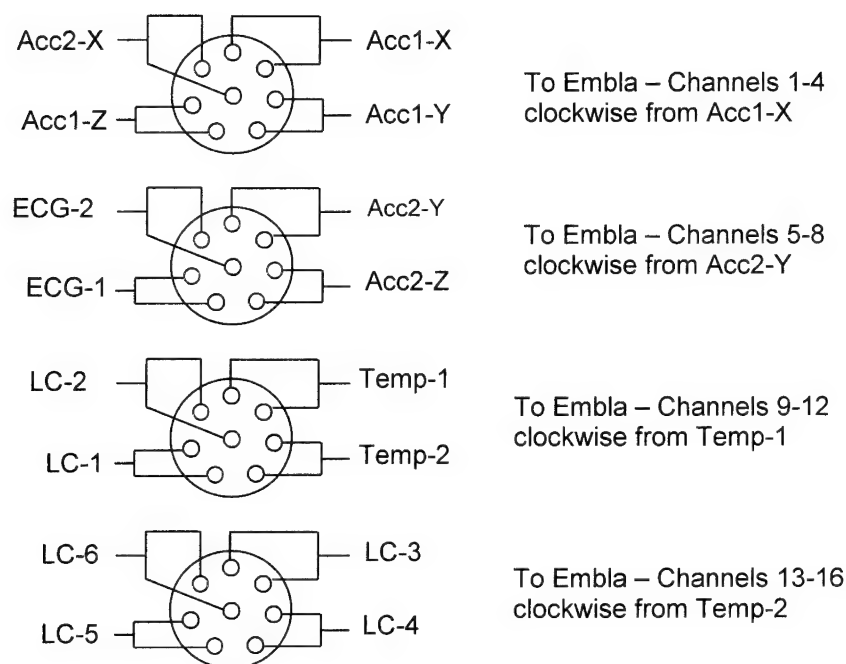 Acc2-X Acc1-X
Acc1-Z Acc1-Y
To Embla – Channels 1-4
clockwise from Acc1-X
ECG-2 Acc2-Y
ECG-1 Acc2-Z
To Embla – Channels 5-8
clockwise from Acc2-Y
LC-2 Temp-1
LC-1 Temp-2
To Embla – Channels 9-12
clockwise from Temp-1
LC-6 LC-3
LC-5 LC-4
To Embla – Channels 13-16
clockwise from Temp-2